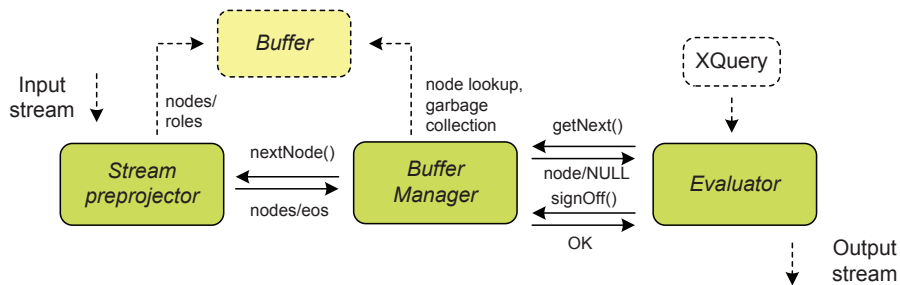 Buffer
XQuery
Input
stream
nodes/
roles
node lookup,
garbage
collection
getNext()
nextNode()
Stream
preprojector
Buffer
Manager
node/NULL
Evaluator
signOff()
nodes/eos
OK
Output
stream